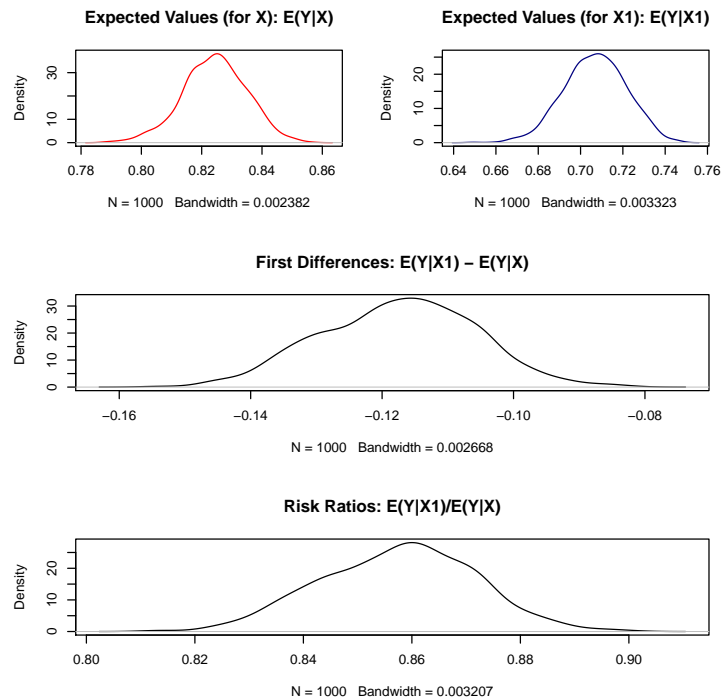 Expected Values (for X): E(Y|X)
Density
0
10
30
0.78 0.80 0.82 0.84 0.86
N = 1000 Bandwidth = 0.002382
Expected Values (for X1): E(Y|X1)
Density
0
10
20
0.64 0.66 0.68 0.70 0.72 0.74 0.76
N = 1000 Bandwidth = 0.003323
First Differences: E(Y|X1) − E(Y|X)
Density
0
10
20
30
−0.16 −0.14 −0.12 −0.10 −0.08
N = 1000 Bandwidth = 0.002668
Risk Ratios: E(Y|X1)/E(Y|X)
Density
0
10
20
0.80 0.82 0.84 0.86 0.88 0.90
N = 1000 Bandwidth = 0.003207